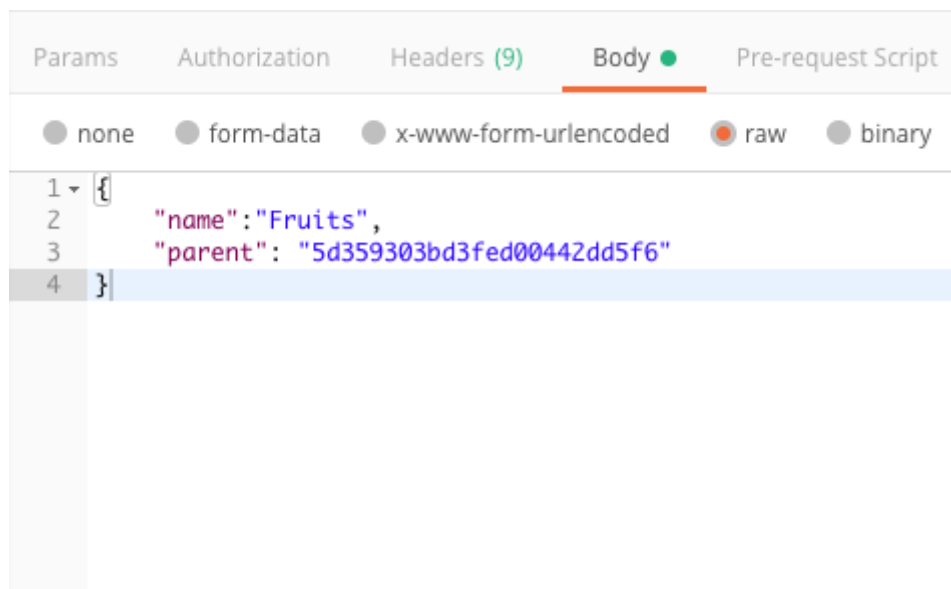 Params Authorization Headers (9) Body Pre-request Script
none form-data x-www-form-urlencoded raw binary
1 {
2 "name":"Fruits",
3 "parent": "5d359303bd3fed00442dd5f6"
4 }